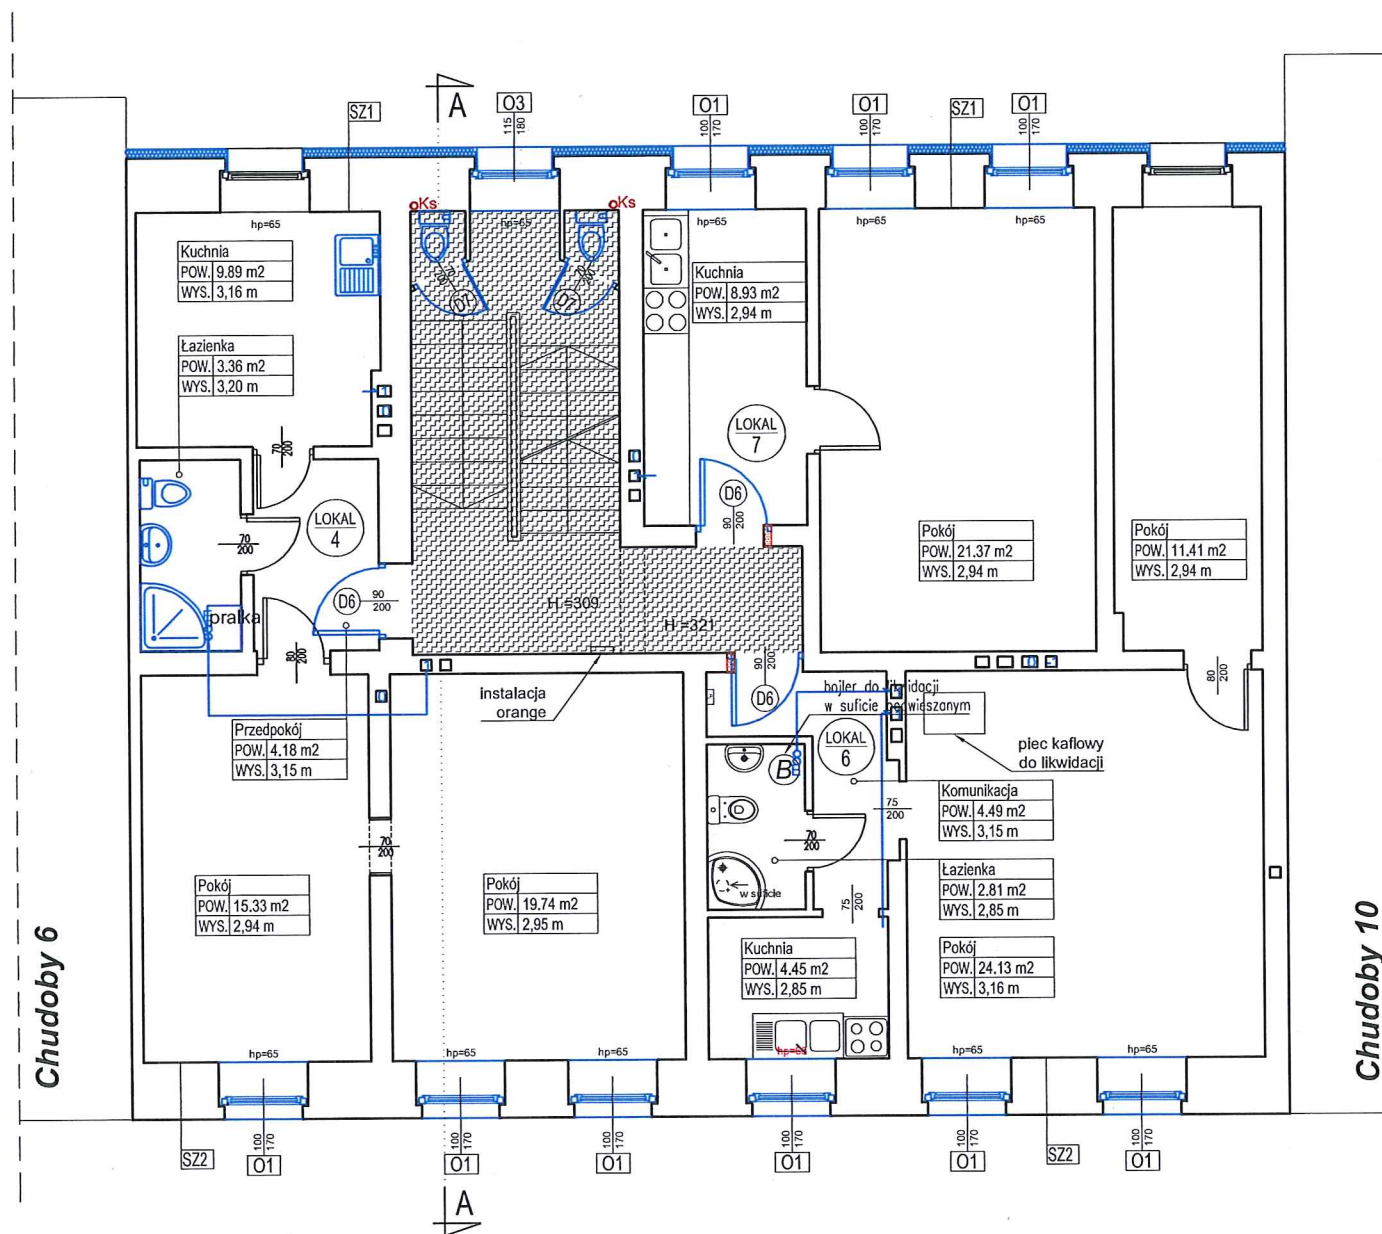 A
SZ1
O3
115
180
O1
100
170
O1
100
170
SZ1
O1
100
170
Ks
Ks
hp=65
hp=65
hp=65
hp=65
hp=65
Kuchnia
POW. 9.89 m2
WYS. 3,16 m
Łazienka
POW. 3.36 m2
WYS. 3,20 m
70
200
D7
70
200
D7
Kuchnia
POW. 8.93 m2
WYS. 2,94 m
LOKAL
7
70
200
LOKAL
4
70
200
D6
90
200
D6
90
200
Pokój
POW. 21.37 m2
WYS. 2,94 m
Pokój
POW. 11.41 m2
WYS. 2,94 m
pralka
80
200
H =309
H =321
instalacja
orange
90
200
D6
80
200
bojler do likwidacji
w suficie podwieszonym
LOKAL
6
B
piec kaflowy
do likwidacji
Przedpokój
POW. 4.18 m2
WYS. 3,15 m
Komunikacja
POW. 4.49 m2
WYS. 3,15 m
75
200
70
200
70
200
Łazienka
POW. 2.81 m2
WYS. 2,85 m
w suficie
75
200
Pokój
POW. 15.33 m2
WYS. 2,94 m
Pokój
POW. 19.74 m2
WYS. 2,95 m
Kuchnia
POW. 4.45 m2
WYS. 2,85 m
Pokój
POW. 24.13 m2
WYS. 3,16 m
Chudoby 6
Chudoby 10
hp=65
hp=65
hp=65
hp=65
hp=65
hp=65
SZ2
100
170
O1
100
170
O1
100
170
O1
100
170
O1
100
170
O1
SZ2
100
170
O1
A